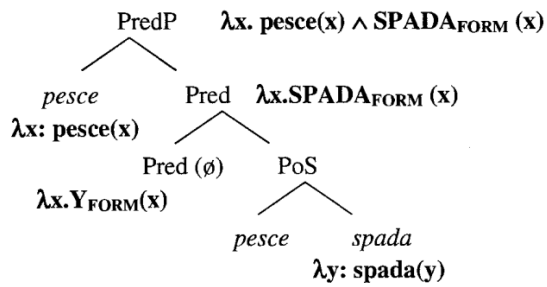 PredP λx. pesce(x) ∧ SPADA_FORM (x)
pesce Pred λx.SPADA_FORM (x)
λx: pesce(x)
Pred (ø) PoS
λx.Y_FORM(x)
pesce spada
λy: spada(y)